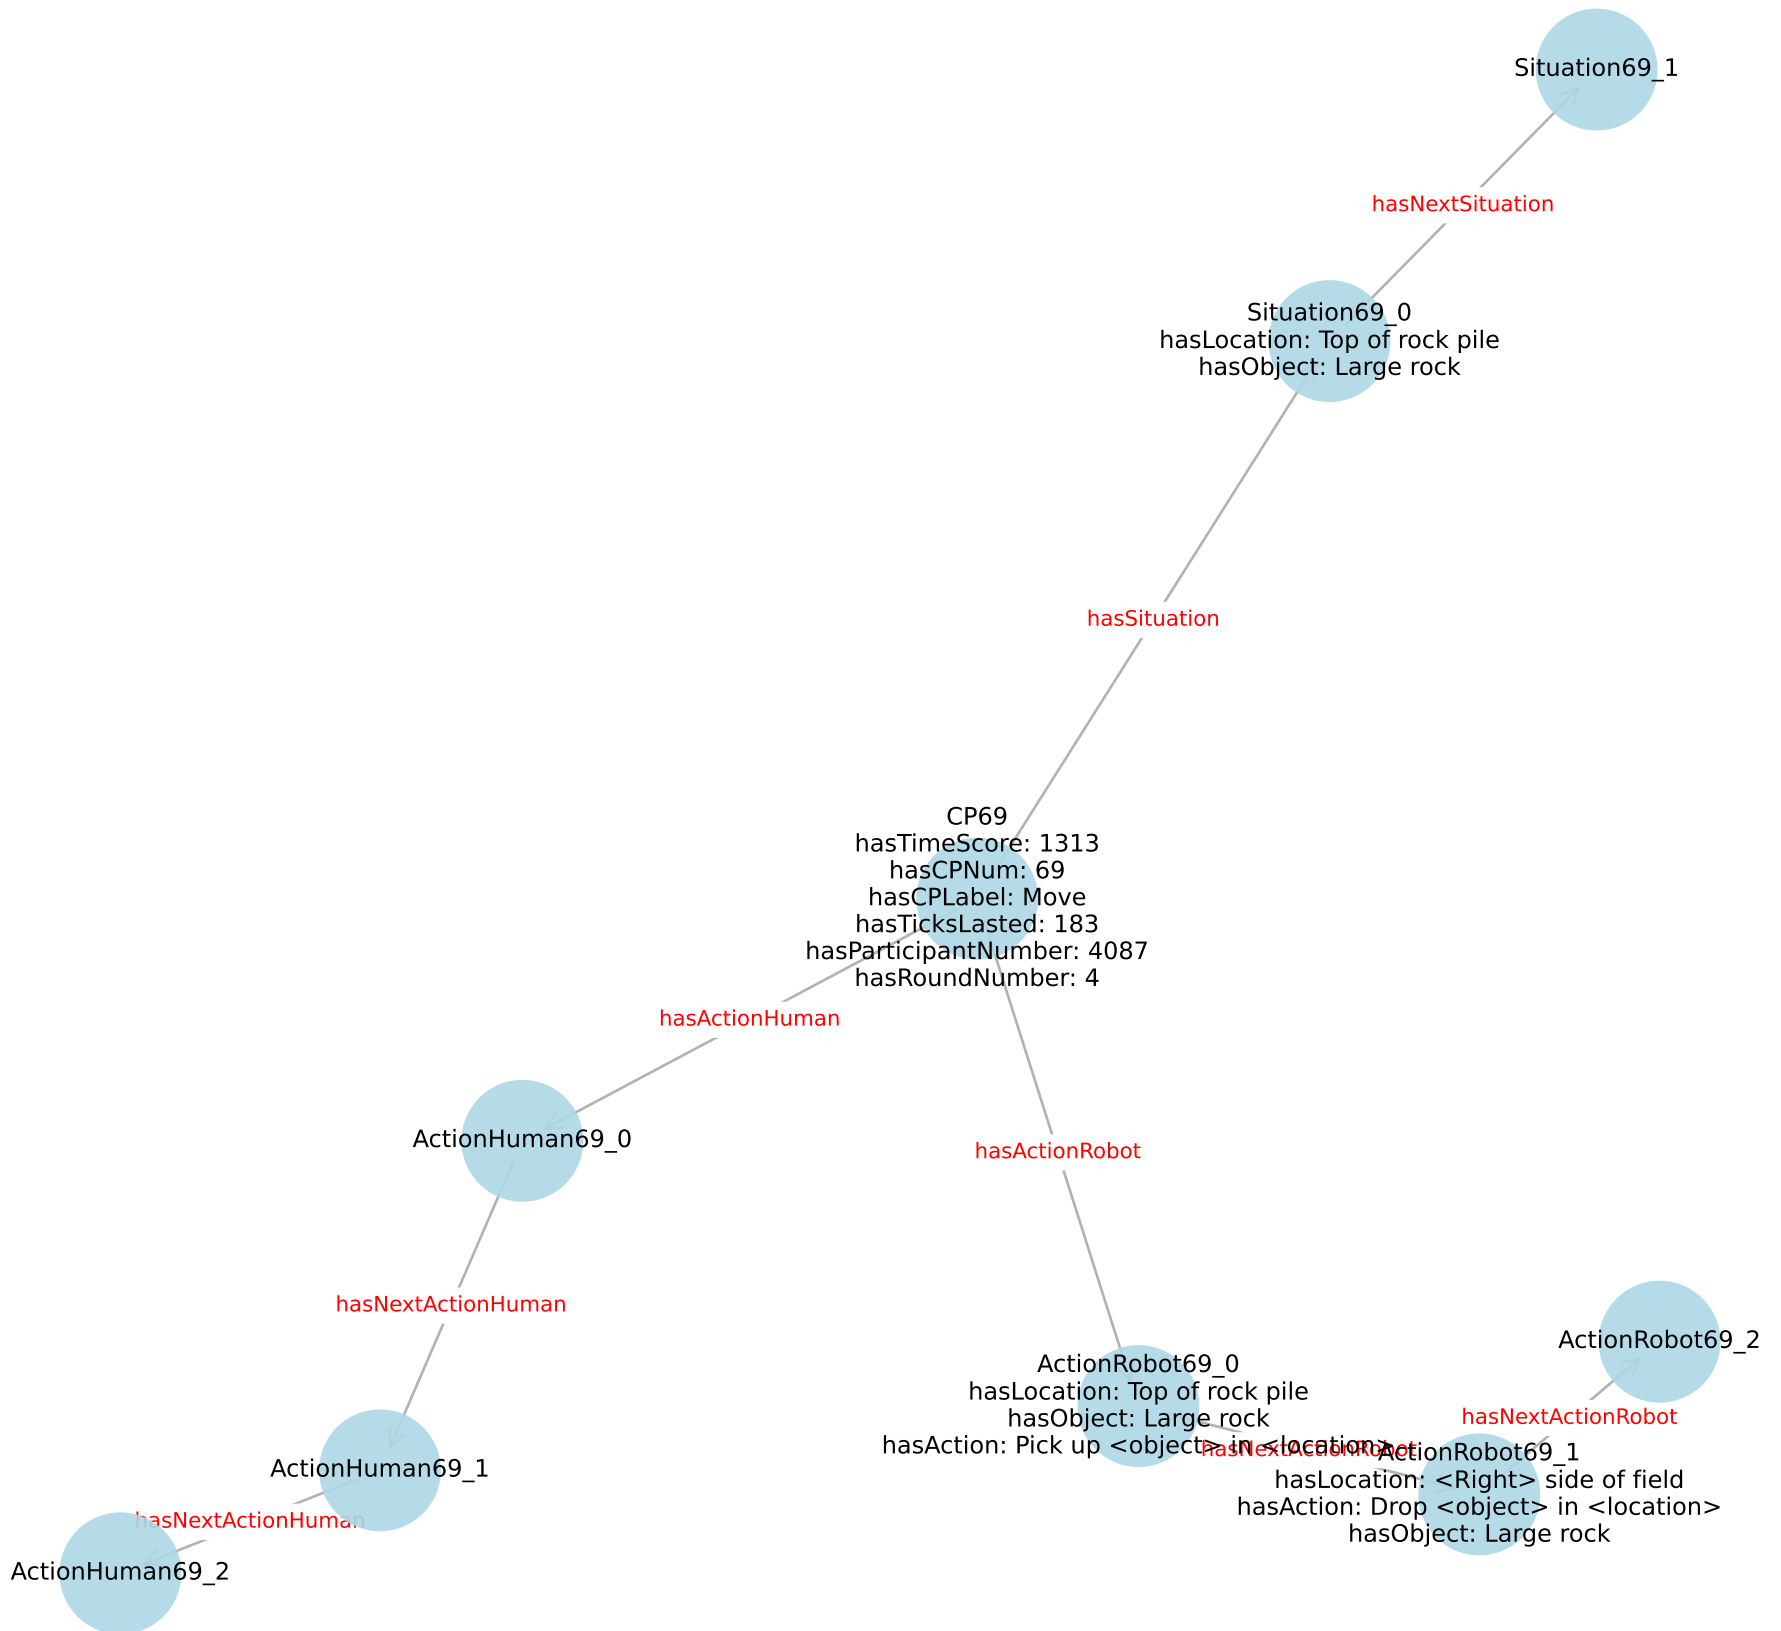 Situation69_1
hasNextSituation
Situation69_0
hasLocation: Top of rock pile
hasObject: Large rock
hasSituation
CP69
hasTimeScore: 1313
hasCPNum: 69
hasCPLabel: Move
hasTicksLasted: 183
hasParticipantNumber: 4087
hasRoundNumber: 4
hasActionHuman
ActionHuman69_0
hasActionRobot
hasNextActionHuman
ActionRobot69_2
ActionRobot69_0
hasLocation: Top of rock pile
hasObject: Large rock
hasAction: Pick up <object> in <location>
hasNextActionRobot
hasNextActionRobot
ActionRobot69_1
hasLocation: <Right> side of field
hasAction: Drop <object> in <location>
hasObject: Large rock
ActionHuman69_1
hasNextActionHuman
ActionHuman69_2